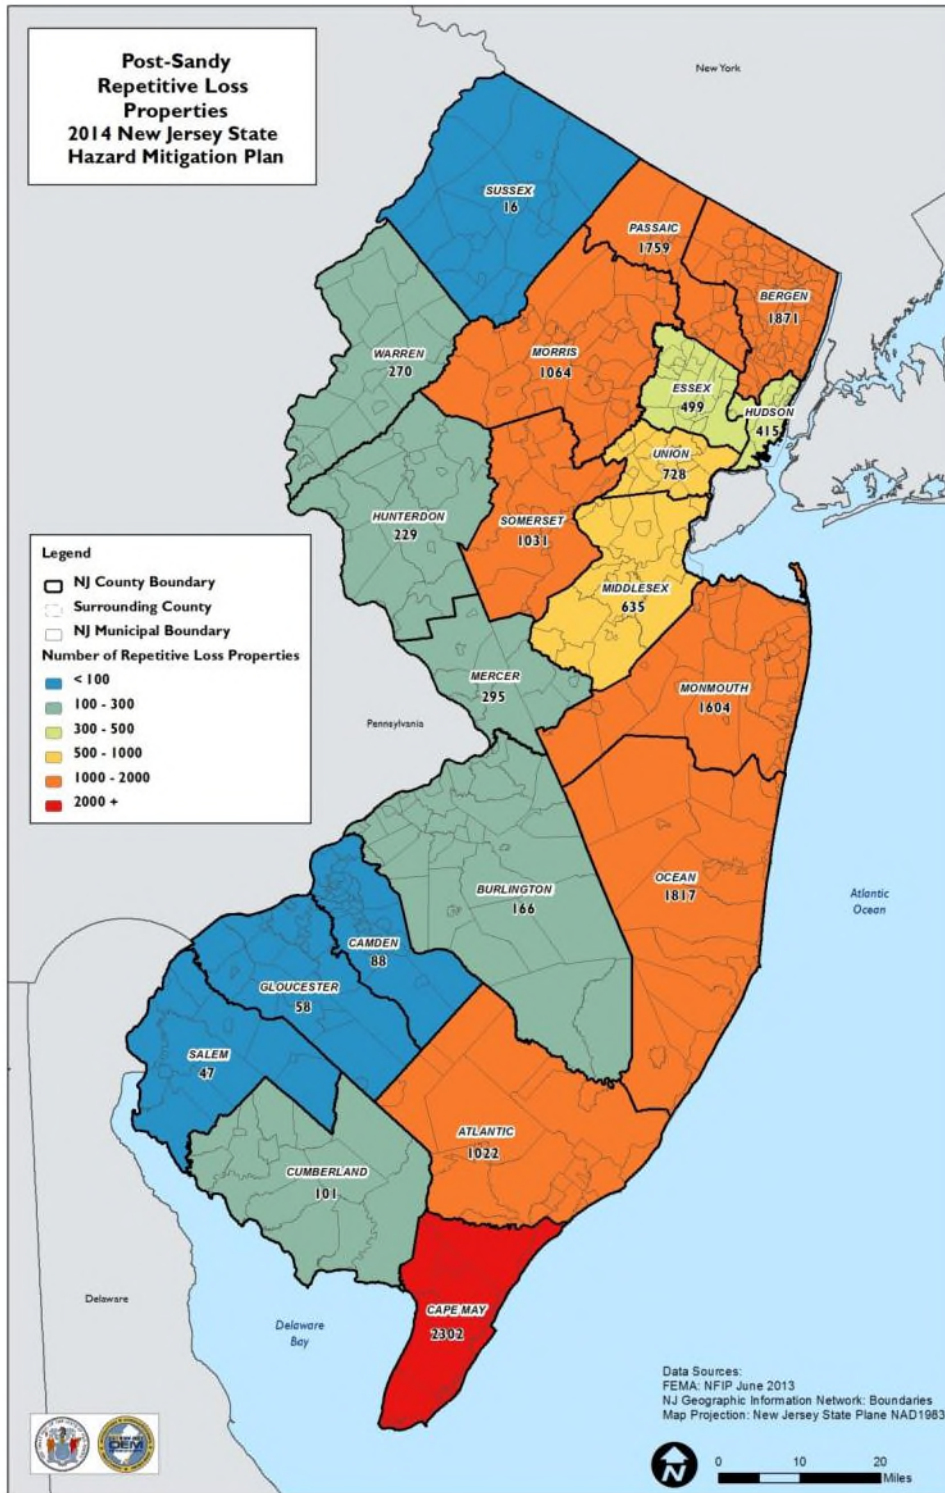 Post-Sandy
Repetitive Loss
Properties
2014 New Jersey State
Hazard Mitigation Plan
New York
SUSSEX
16
PASSAIC
1759
BERGEN
1871
WARREN
270
MORRIS
1064
ESSEX
499
HUDSON
415
UNION
728
HUNTERDON
229
SOMERSET
1031
MIDDLESEX
635
Legend
NJ County Boundary
Surrounding County
NJ Municipal Boundary
Number of Repetitive Loss Properties
< 100
100 - 300
300 - 500
500 - 1000
1000 - 2000
2000 +
MERCER
295
MONMOUTH
1604
Pennsylvania
BURLINGTON
166
OCEAN
1817
Atlantic
Ocean
CAMDEN
88
GLOUCESTER
58
SALEM
47
ATLANTIC
1022
CUMBERLAND
101
Delaware
Delaware
Bay
CAPE MAY
2302
Data Sources:
FEMA: NFIP June 2013
NJ Geographic Information Network: Boundaries
Map Projection: New Jersey State Plane NAD1983
OEM
N
0 10 20
Miles